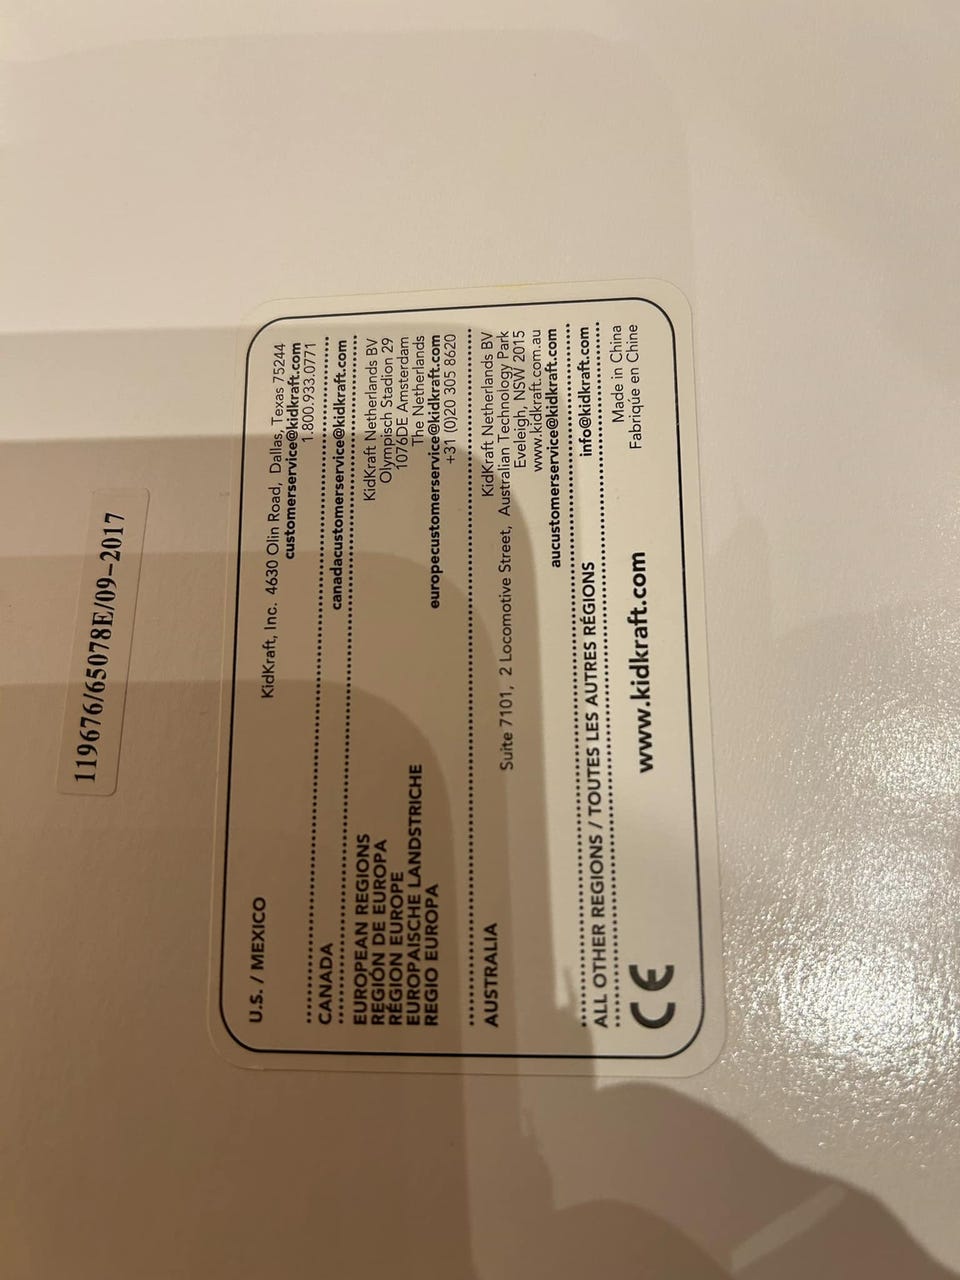 119676/65078E/09-2017
U.S. / MEXICO
KidKraft, Inc. 4630 Olin Road, Dallas, Texas 75244
customerservice@kidkraft.com
1.800.933.0771
CANADA
canadacustomerservice@kidkraft.com
EUROPEAN REGIONS
REGIÓN DE EUROPA
RÉGION EUROPE
EUROPAISCHE LANDSTRICHE
REGIO EUROPA
KidKraft Netherlands BV
Olympisch Stadion 29
1076DE Amsterdam
The Netherlands
europecustomerservice@kidkraft.com
+31 (0)20 305 8620
AUSTRALIA
KidKraft Netherlands BV
Suite 7101, 2 Locomotive Street, Australian Technology Park
Eveleigh, NSW 2015
www.kidkraft.com.au
aucustomerservice@kidkraft.com
ALL OTHER REGIONS / TOUTES LES AUTRES RÉGIONS
info@kidkraft.com
CE
www.kidkraft.com
Made in China
Fabriqúe en Chine